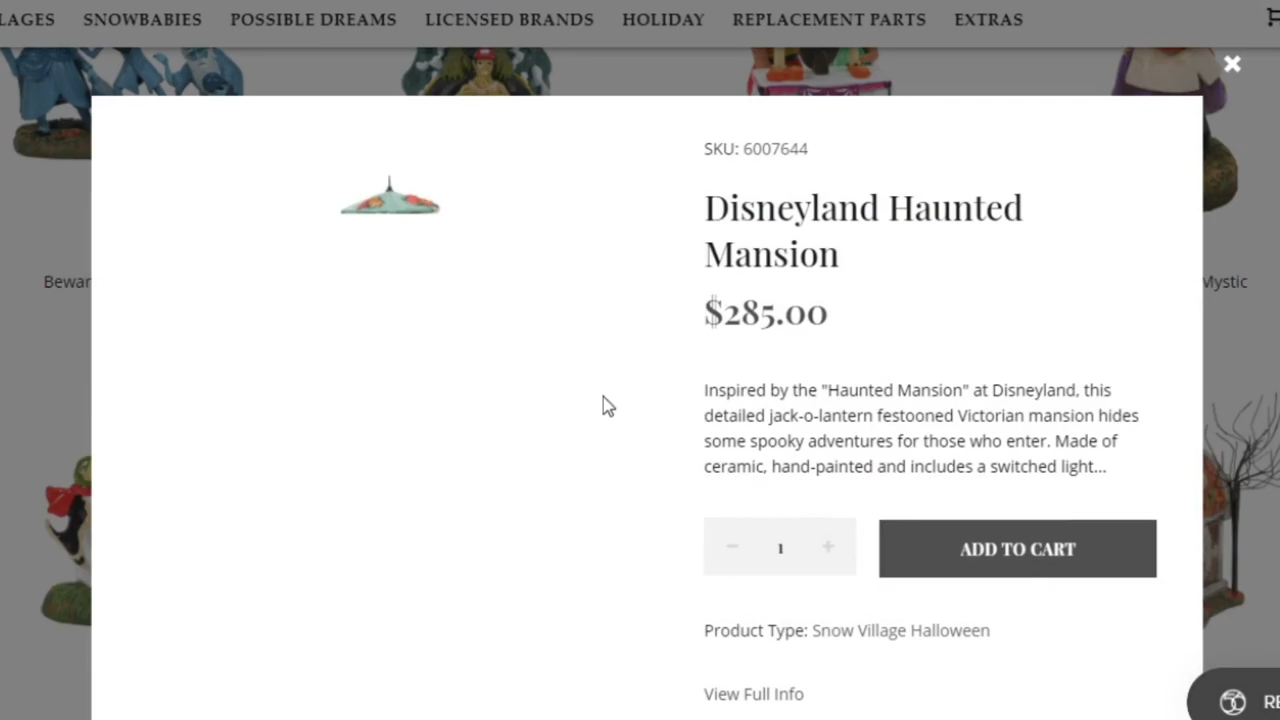 LAGES SNOWBABIES POSSIBLE DREAMS LICENSED BRANDS HOLIDAY REPLACEMENT PARTS EXTRAS
SKU: 6007644
Disneyland Haunted
Mansion
$285.00
Bewar
Mystic
Inspired by the "Haunted Mansion" at Disneyland, this
detailed jack-o-lantern festooned Victorian mansion hides
some spooky adventures for those who enter. Made of
ceramic, hand-painted and includes a switched light...
− 1 + ADD TO CART
Product Type: Snow Village Halloween
View Full Info
RE